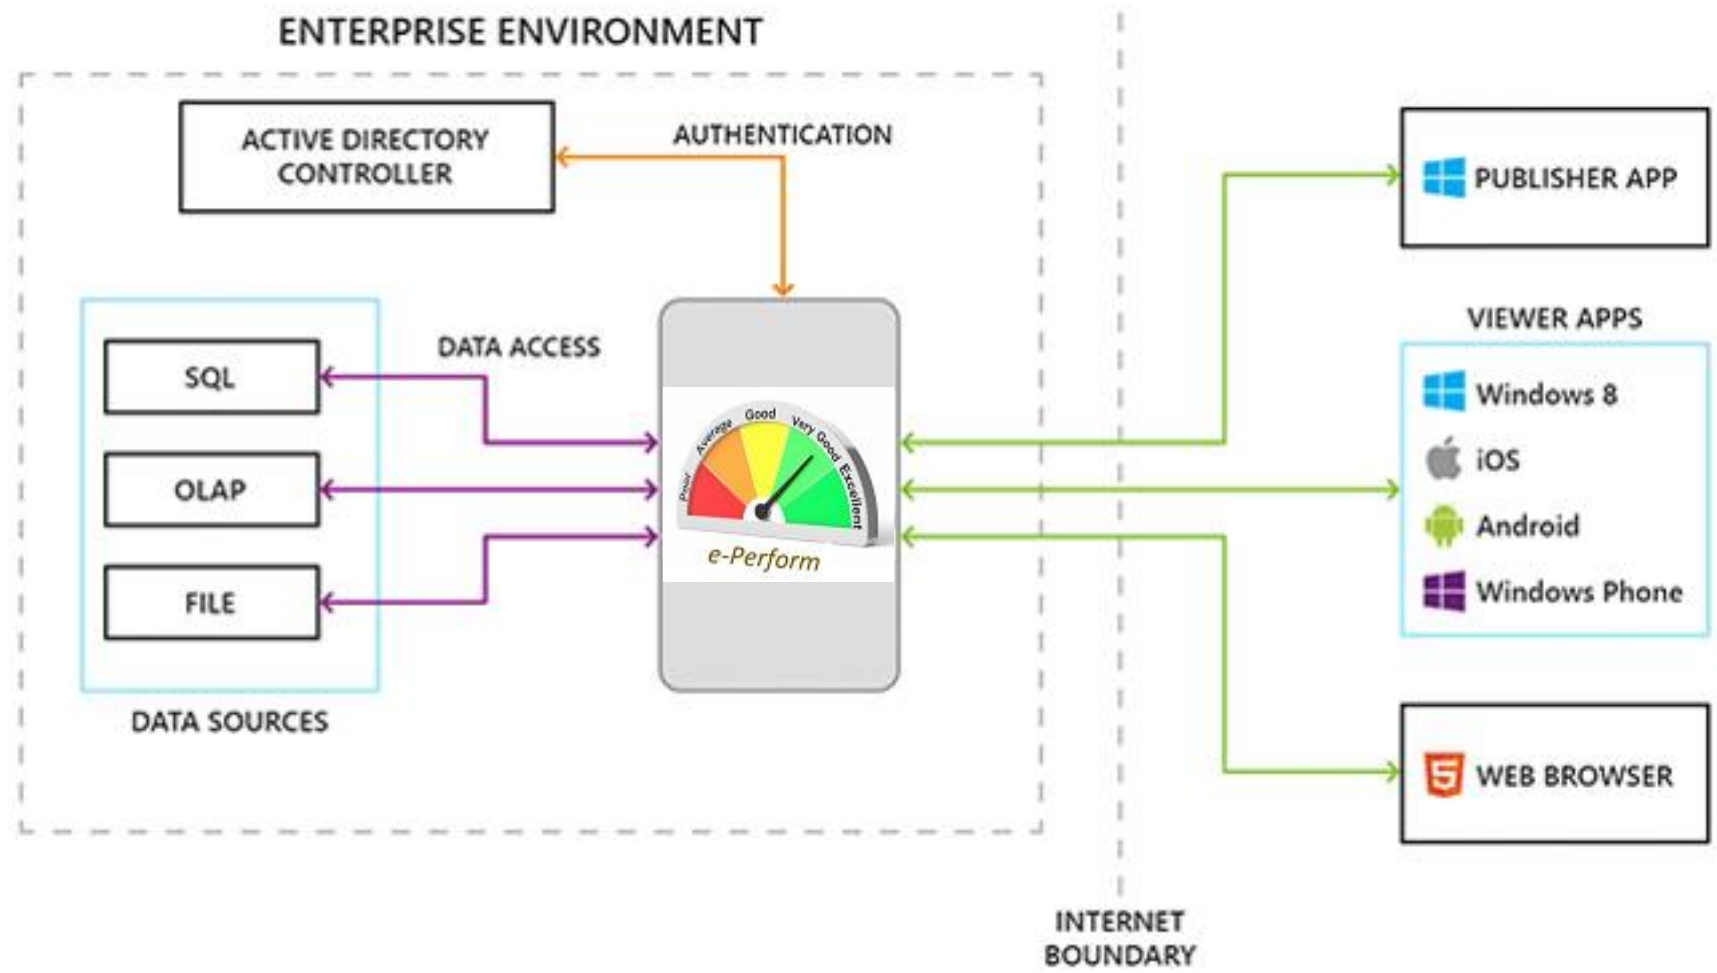 ENTERPRISE ENVIRONMENT
ACTIVE DIRECTORY
CONTROLLER
AUTHENTICATION
SQL
OLAP
FILE
DATA SOURCES
DATA ACCESS
Poor
Average
Good
Very Good
Excellent
e-Perform
INTERNET
BOUNDARY
PUBLISHER APP
VIEWER APPS
Windows 8
iOS
Android
Windows Phone
5
WEB BROWSER